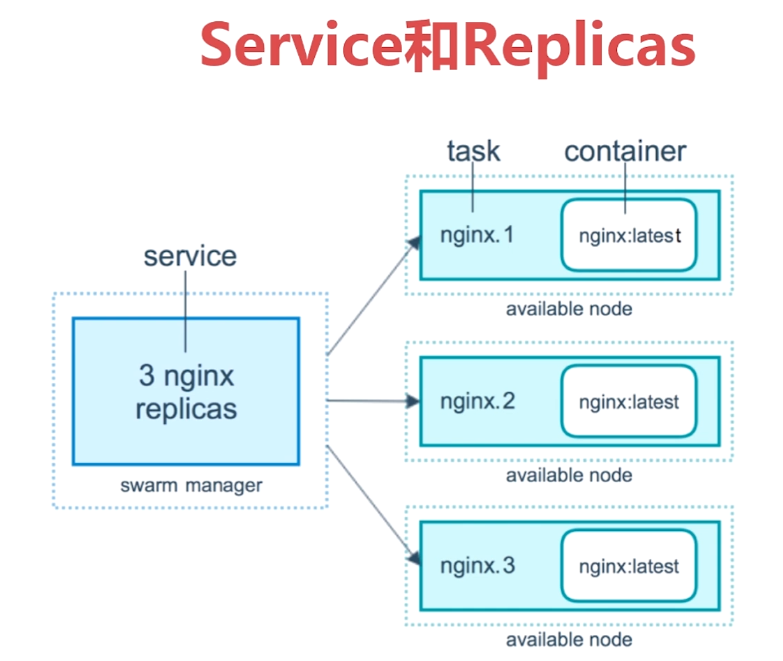 Service和Replicas
task
container
nginx.1
nginx:latest
available node
service
3 nginx
replicas
swarm manager
nginx.2
nginx:latest
available node
nginx.3
nginx:latest
available node